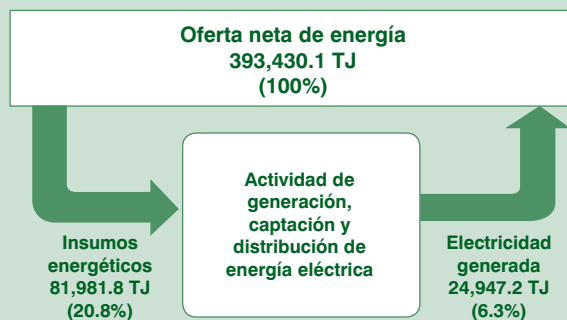 Oferta neta de energía
393,430.1 TJ
(100%)
Actividad de
generación,
captación y
distribución de
energía eléctrica
Insumos
energéticos
81,981.8 TJ
(20.8%)
Electricidad
generada
24,947.2 TJ
(6.3%)